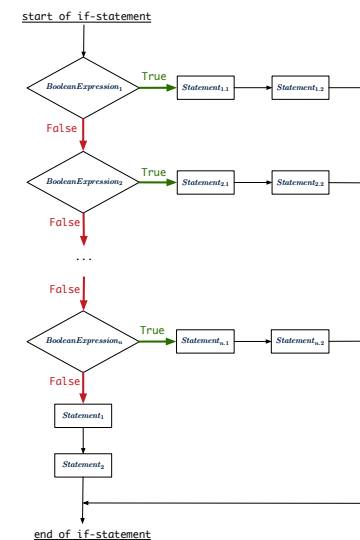 start of if-statement
BooleanExpression₁
True
Statement₁.₁
Statement₁.₂
False
BooleanExpression₂
True
Statement₂.₁
Statement₂.₂
False
...
False
BooleanExpressionₙ
True
Statementₙ.₁
Statementₙ.₂
False
Statement₁
Statement₂
end of if-statement